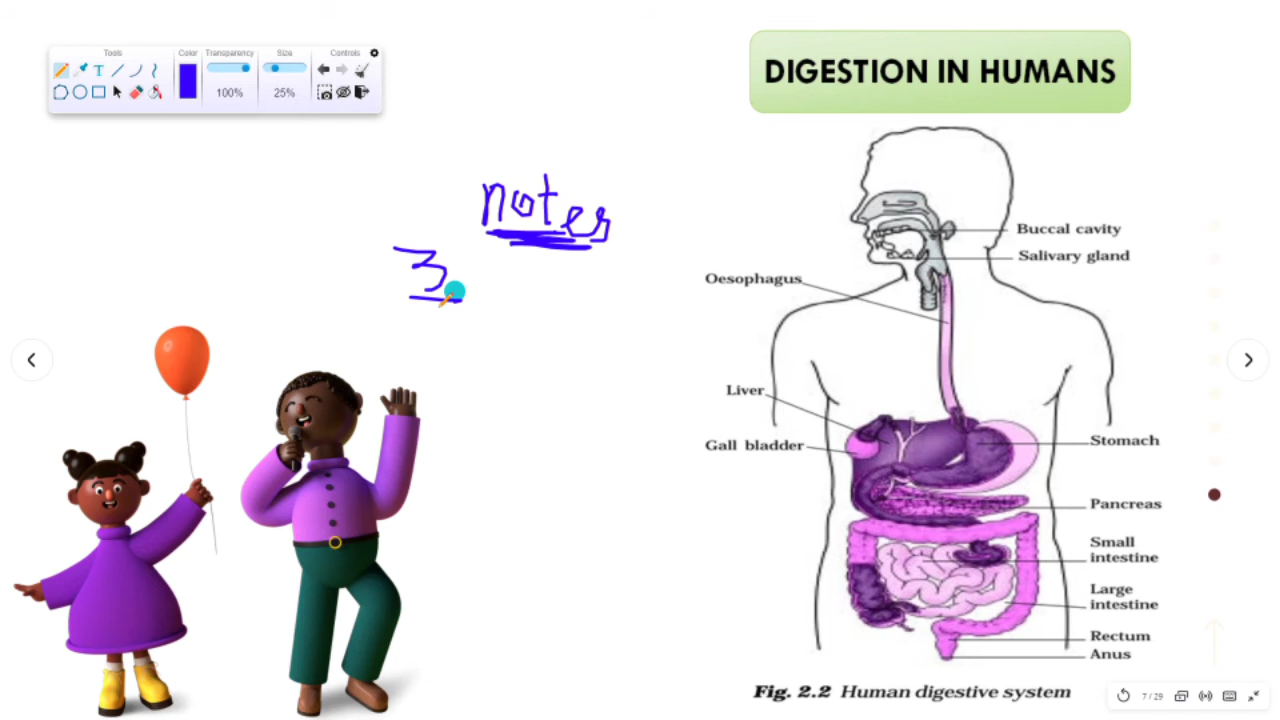 Tools
Color
Transparency
Size
Controls
100%
25%
DIGESTION IN HUMANS
notes
3
Buccal cavity
Salivary gland
Oesophagus
Liver
Gall bladder
Stomach
Pancreas
Small
intestine
Large
intestine
Rectum
Anus
Fig. 2.2 Human digestive system
7 / 29